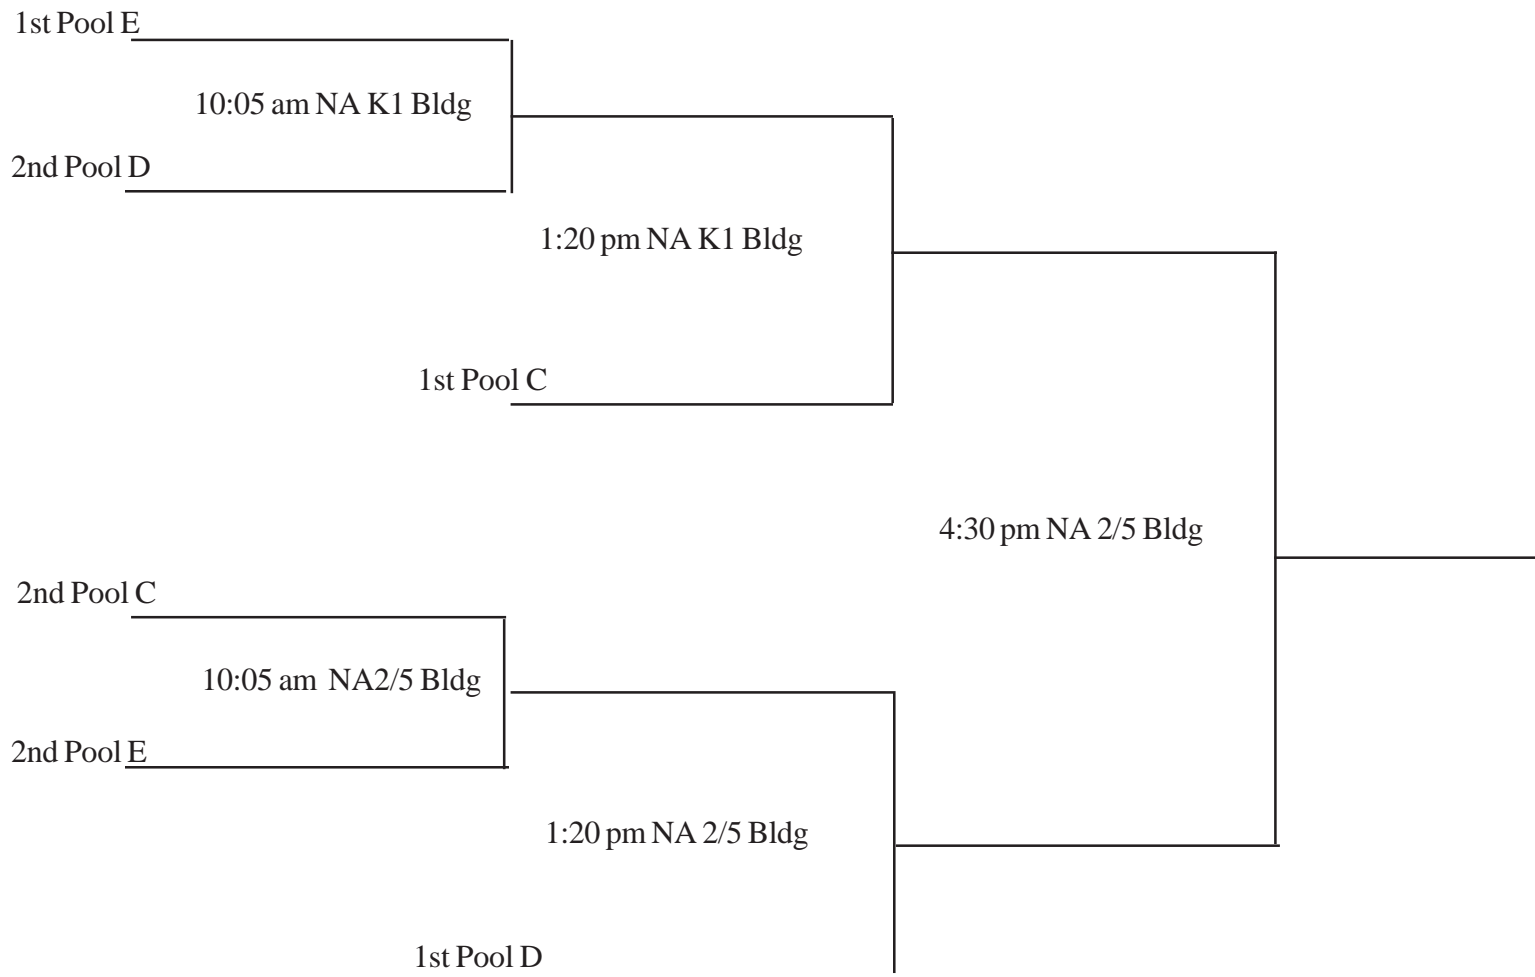 1st Pool E
10:05 am NA K1 Bldg
2nd Pool D
1:20 pm NA K1 Bldg
1st Pool C
4:30 pm NA 2/5 Bldg
2nd Pool C
10:05 am NA2/5 Bldg
2nd Pool E
1:20 pm NA 2/5 Bldg
1st Pool D